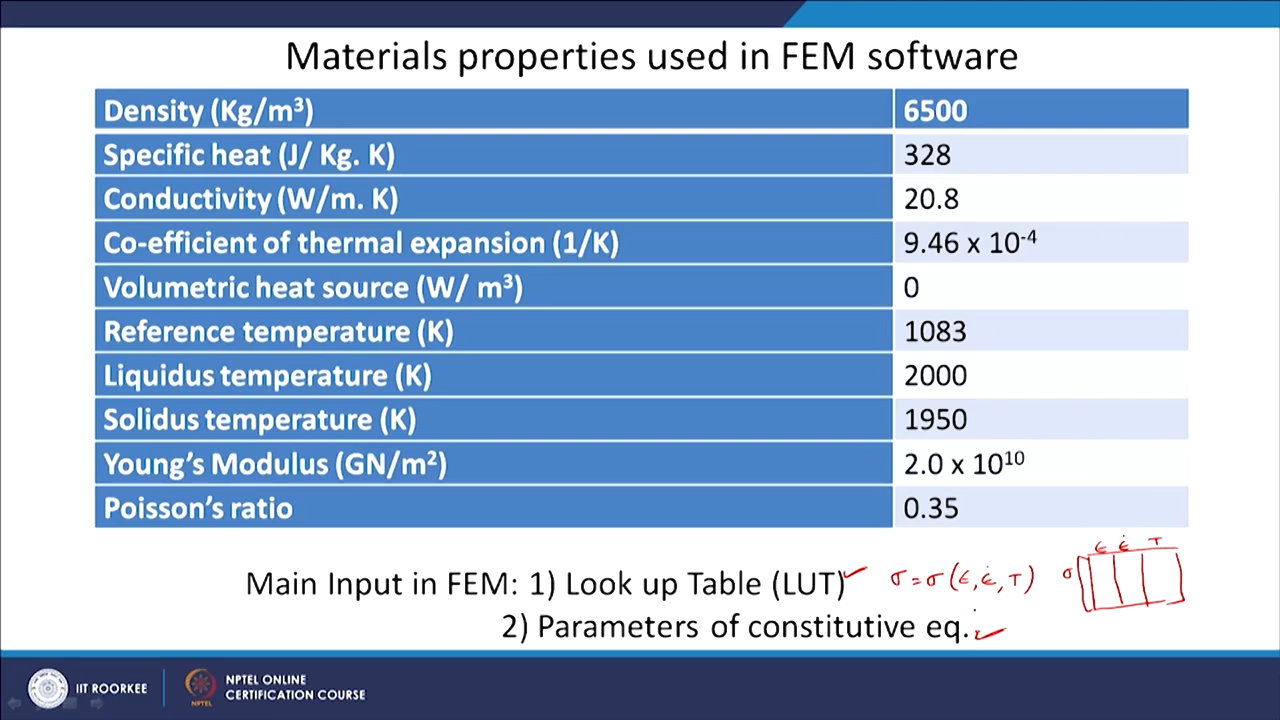 Materials properties used in FEM software
Density (Kg/m³) 6500
Specific heat (J/ Kg. K) 328
Conductivity (W/m. K) 20.8
Co-efficient of thermal expansion (1/K) 9.46 x 10⁻⁴
Volumetric heat source (W/ m³) 0
Reference temperature (K) 1083
Liquidus temperature (K) 2000
Solidus temperature (K) 1950
Young's Modulus (GN/m²) 2.0 x 10¹⁰
Poisson's ratio 0.35
ϵ ϵ̇ T
Main Input in FEM: 1) Look up Table (LUT) σ = σ (ϵ, ϵ̇, T) σ
2) Parameters of constitutive eq.
IIT ROORKEE
NPTEL ONLINE
CERTIFICATION COURSE
NPTEL